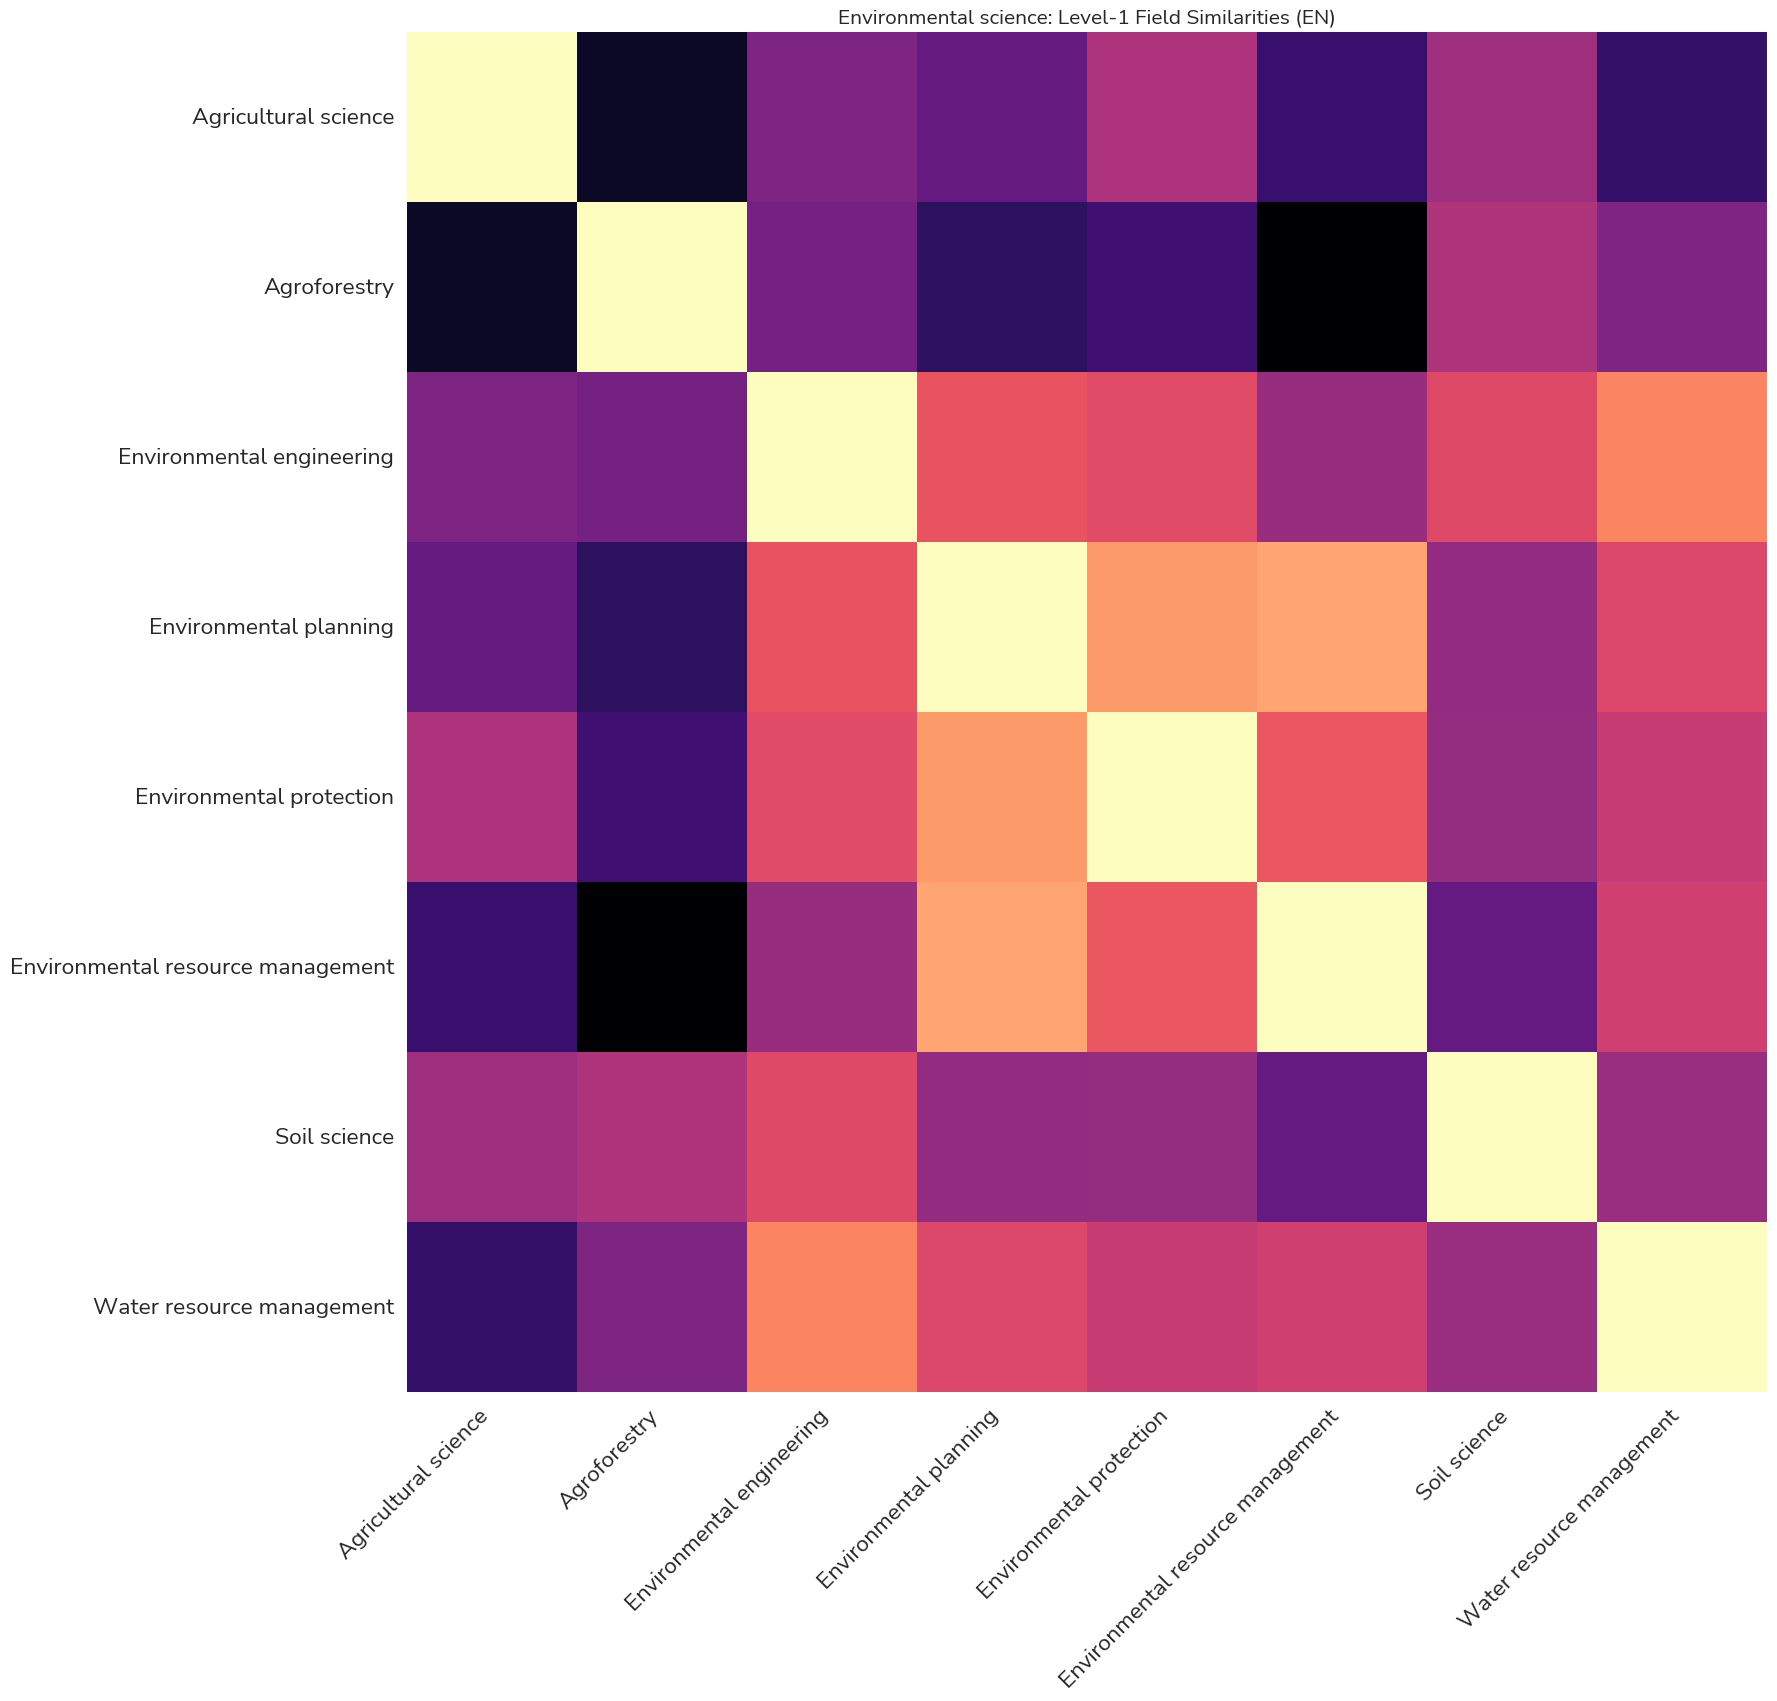 Environmental science: Level-1 Field Similarities (EN)
Agricultural science
Agroforestry
Environmental engineering
Environmental planning
Environmental protection
Environmental resource management
Soil science
Water resource management
Agricultural science
Agroforestry
Environmental engineering
Environmental planning
Environmental protection
Environmental resource management
Soil science
Water resource management